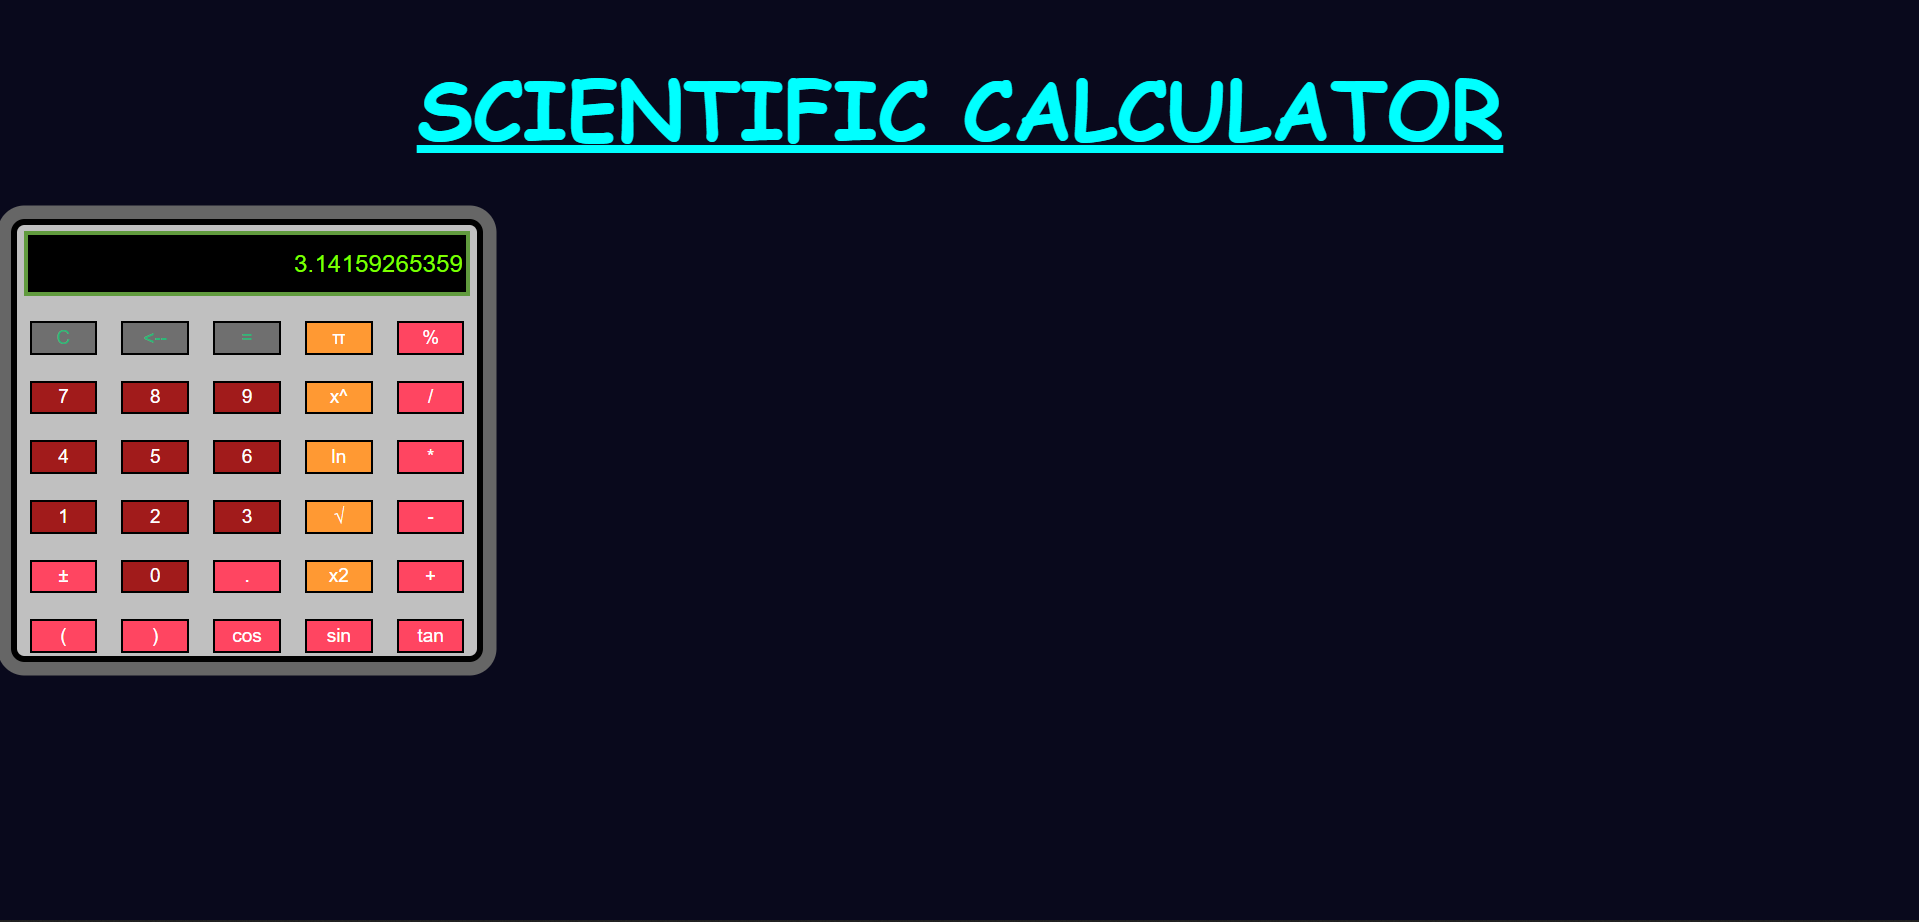 SCIENTIFIC CALCULATOR
3.14159265359
C <-- = π %
7 8 9 x^ /
4 5 6 ln *
1 2 3 √ -
± 0 . x2 +
( ) cos sin tan